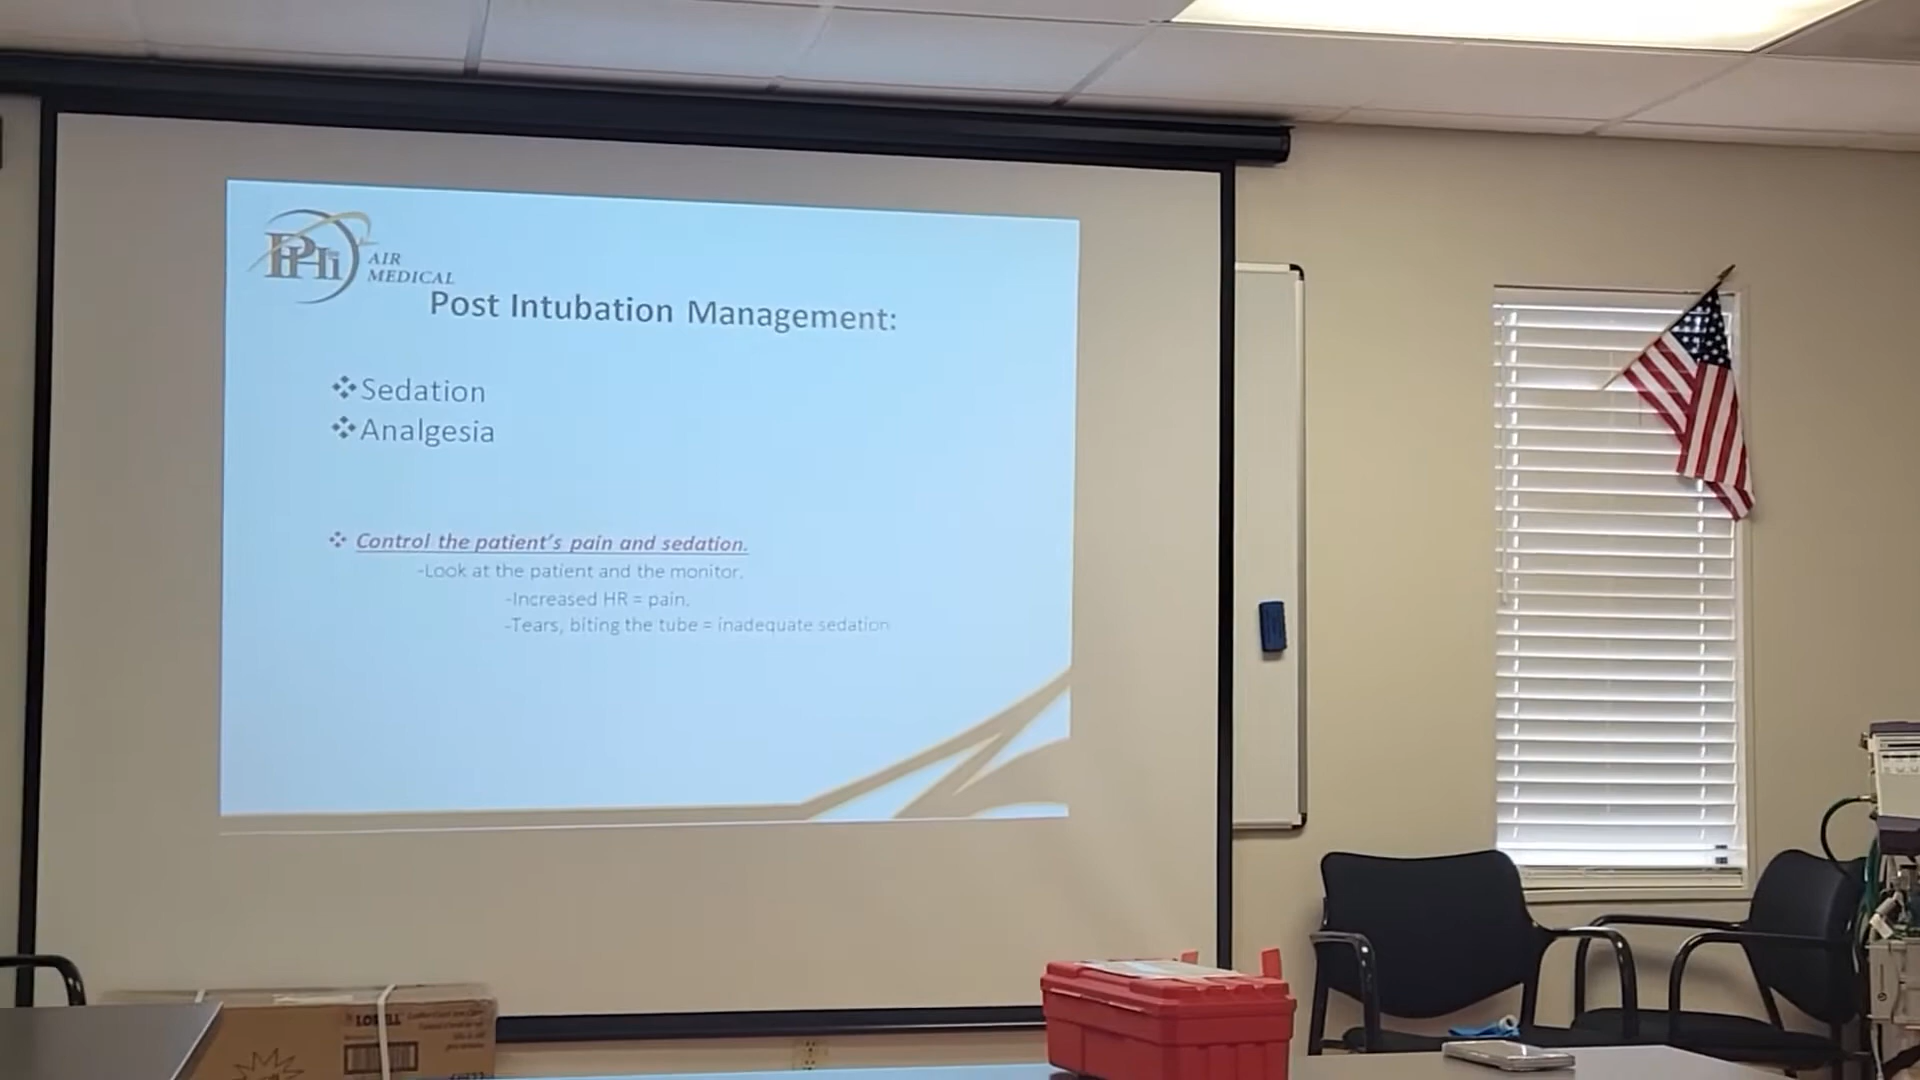 PHi
AIR
MEDICAL
Post Intubation Management:
Sedation
Analgesia
Control the patient's pain and sedation.
-Look at the patient and the monitor.
-Increased HR = pain.
-Tears, biting the tube = inadequate sedation